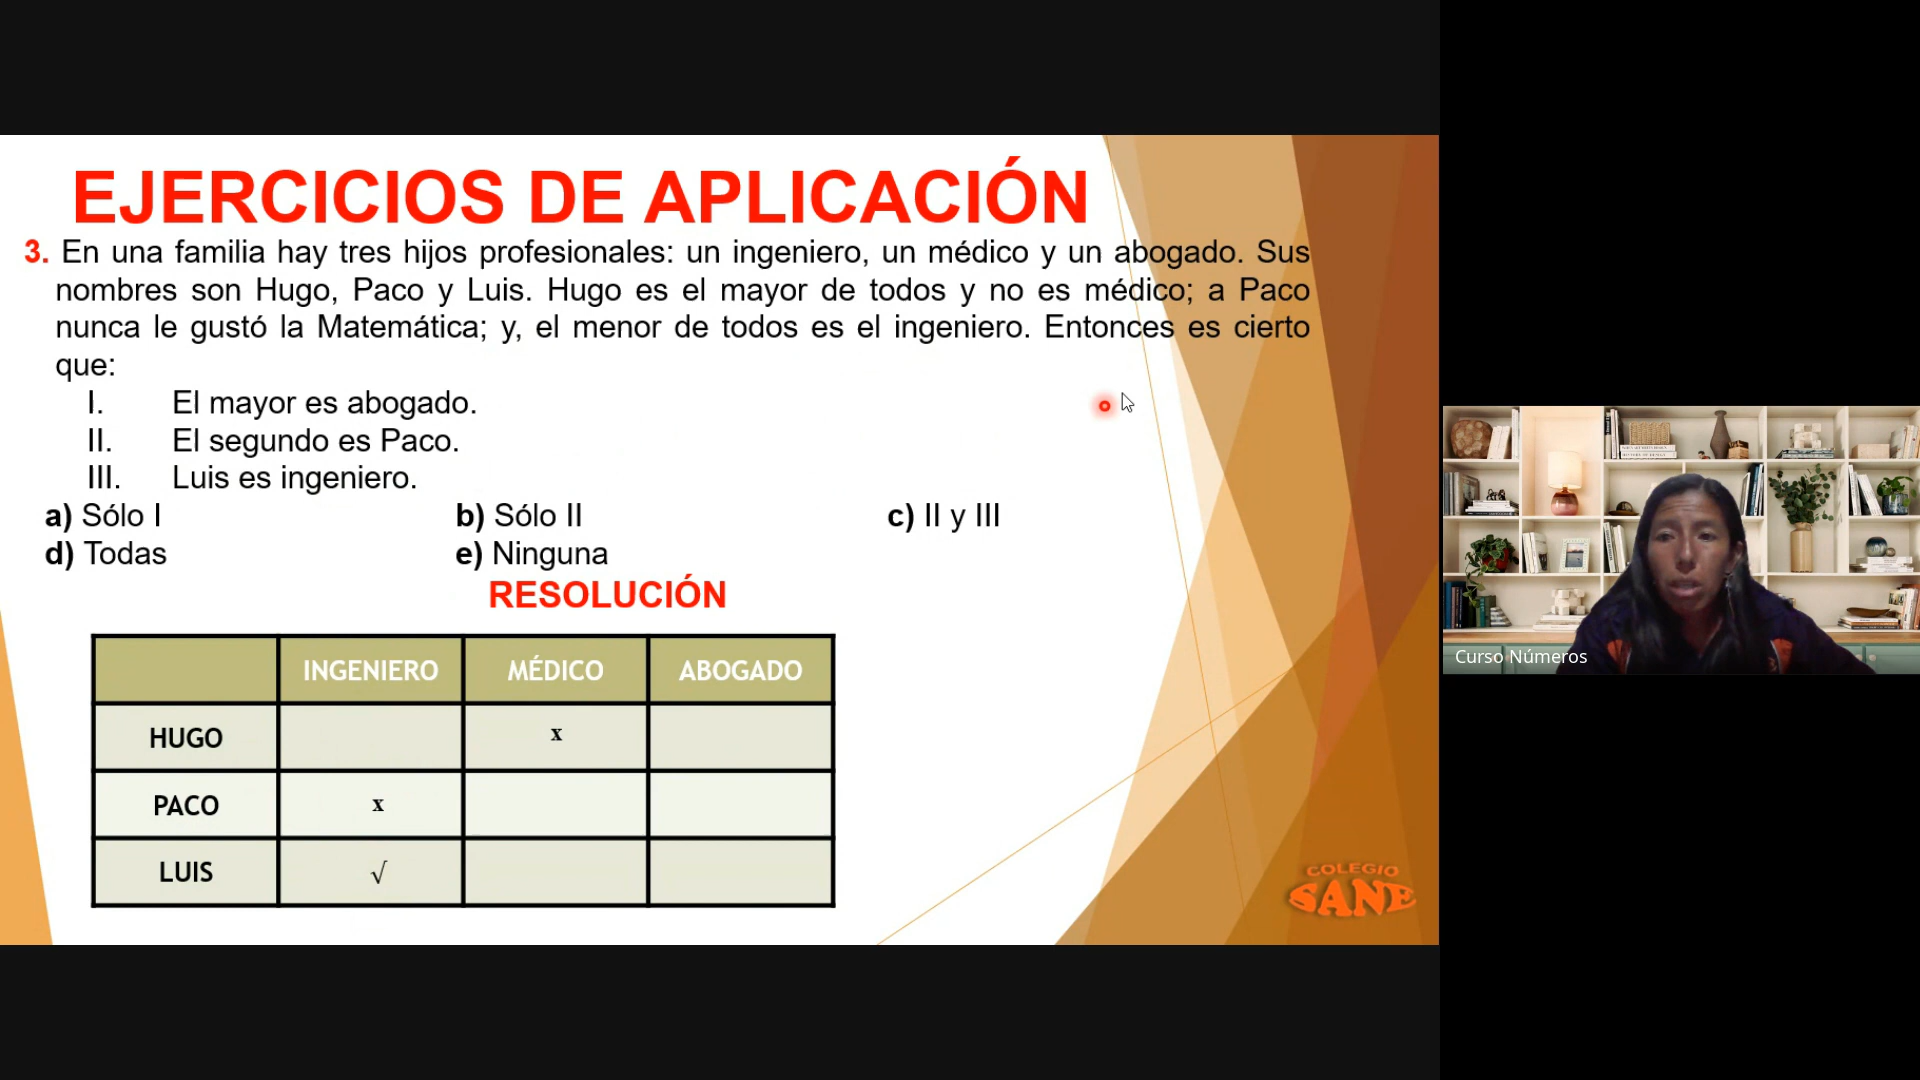 EJERCICIOS DE APLICACIÓN
3. En una familia hay tres hijos profesionales: un ingeniero, un médico y un abogado. Sus
nombres son Hugo, Paco y Luis. Hugo es el mayor de todos y no es médico; a Paco
nunca le gustó la Matemática; y, el menor de todos es el ingeniero. Entonces es cierto
que:
I. El mayor es abogado.
II. El segundo es Paco.
III. Luis es ingeniero.
a) Sólo I b) Sólo II c) II y III
d) Todas e) Ninguna
RESOLUCIÓN
INGENIERO MÉDICO ABOGADO
HUGO x
PACO x
LUIS √
COLEGIO
SANE
Curso Números